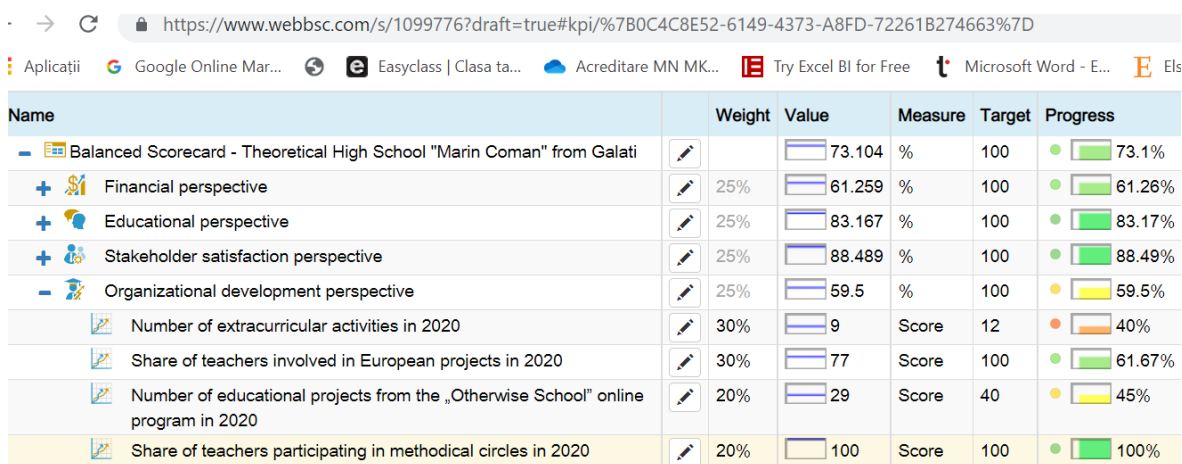 https://www.webbsc.com/s/1099776?draft=true#kpi/%7B0C4C8E52-6149-4373-A8FD-72261B274663%7D
Aplicații Google Online Mar... Easyclass | Clasa ta... Acreditare MN MK... Try Excel BI for Free Microsoft Word - E... Els
Name Weight Value Measure Target Progress
Balanced Scorecard - Theoretical High School "Marin Coman" from Galati 73.104 % 100 73.1%
Financial perspective 25% 61.259 % 100 61.26%
Educational perspective 25% 83.167 % 100 83.17%
Stakeholder satisfaction perspective 25% 88.489 % 100 88.49%
Organizational development perspective 25% 59.5 % 100 59.5%
Number of extracurricular activities in 2020 30% 9 Score 12 40%
Share of teachers involved in European projects in 2020 30% 77 Score 100 61.67%
Number of educational projects from the „Otherwise School” online 20% 29 Score 40 45%
program in 2020
Share of teachers participating in methodical circles in 2020 20% 100 Score 100 100%